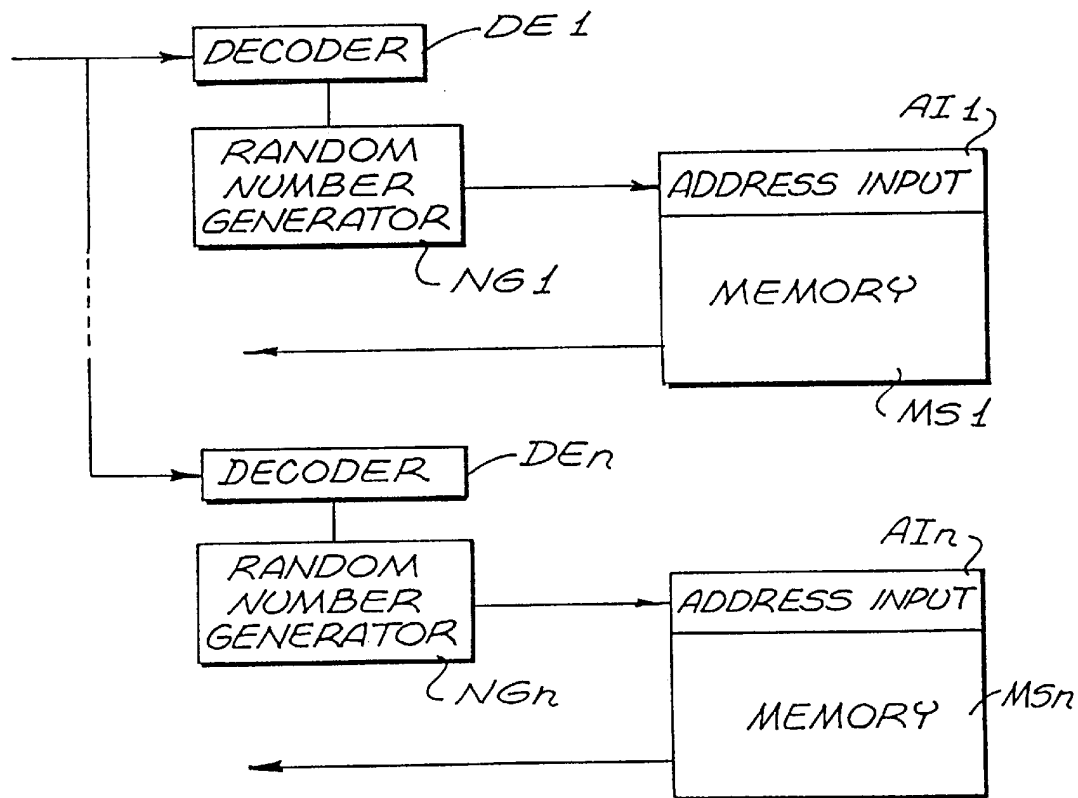 DECODER
DE 1
RANDOM
NUMBER
GENERATOR
NG 1
AI 1
ADDRESS INPUT
MEMORY
MS 1
DECODER
DEn
RANDOM
NUMBER
GENERATOR
NGn
AIn
ADDRESS INPUT
MEMORY
MSn